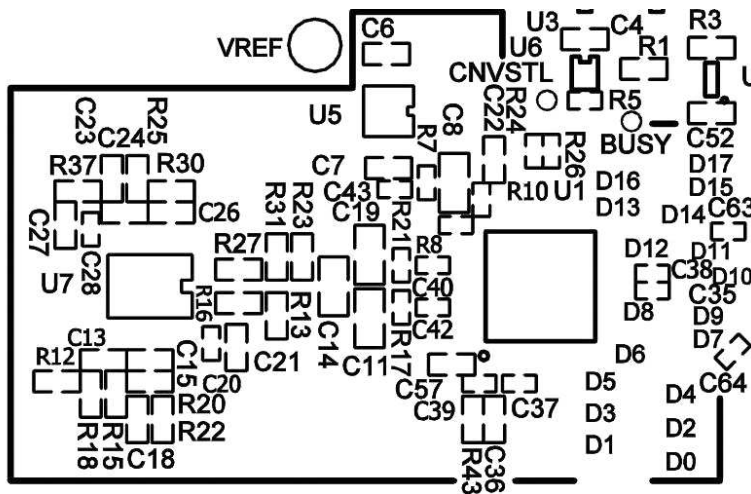 U3
R3
C6
C4
VREF
U6
R1
CNVSTL
U
R5
U5
C8
C22
R24
C23
C24
R25
BUSY
C52
R7
R26
R37
R30
C7
D17
C43
R10
U1
D16
D15
C19
D13
D14
C63
C27
C28
C26
R31
R23
R21
R27
R8
D12
D11
U7
C38
D10
C40
C35
R16
R13
C42
D8
D9
C14
C11
R17
D7
C13
C21
D6
R12
C15
C20
C57
D5
C64
C37
D4
R20
C39
D3
R22
D2
D1
R18
R15
C18
R43
C36
D0